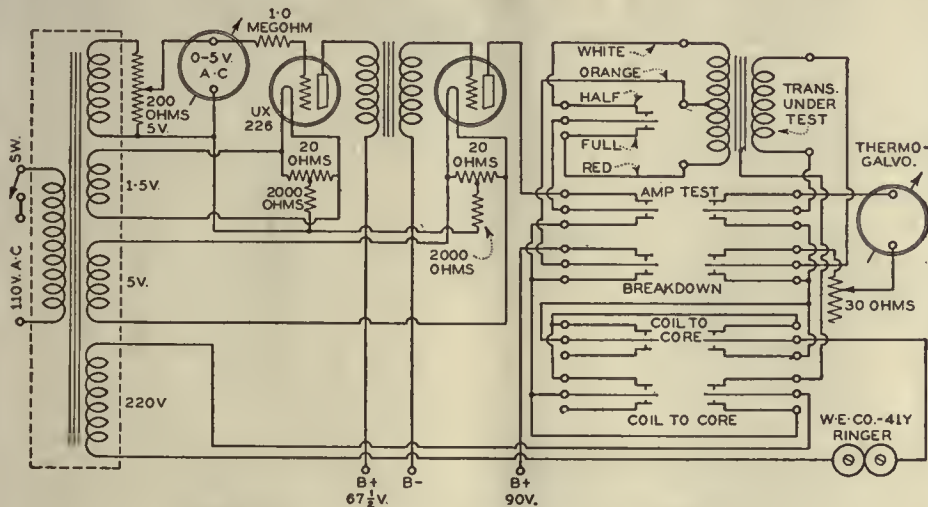 1·0
MEGOHM
0-5 V.
A·C
200
OHMS
5V.
UX
226
20
OHMS
2000
OHMS
20
OHMS
2000
OHMS
SW.
110V. A·C
1·5V.
5V.
220V
WHITE
ORANGE
HALF
FULL
RED
AMP TEST
BREAKDOWN
COIL TO
CORE
COIL TO CORE
TRANS.
UNDER
TEST
THERMO-
GALVO.
30 OHMS
W·E·CO.-41Y
RINGER
B+
67½V.
B-
B+
90V.